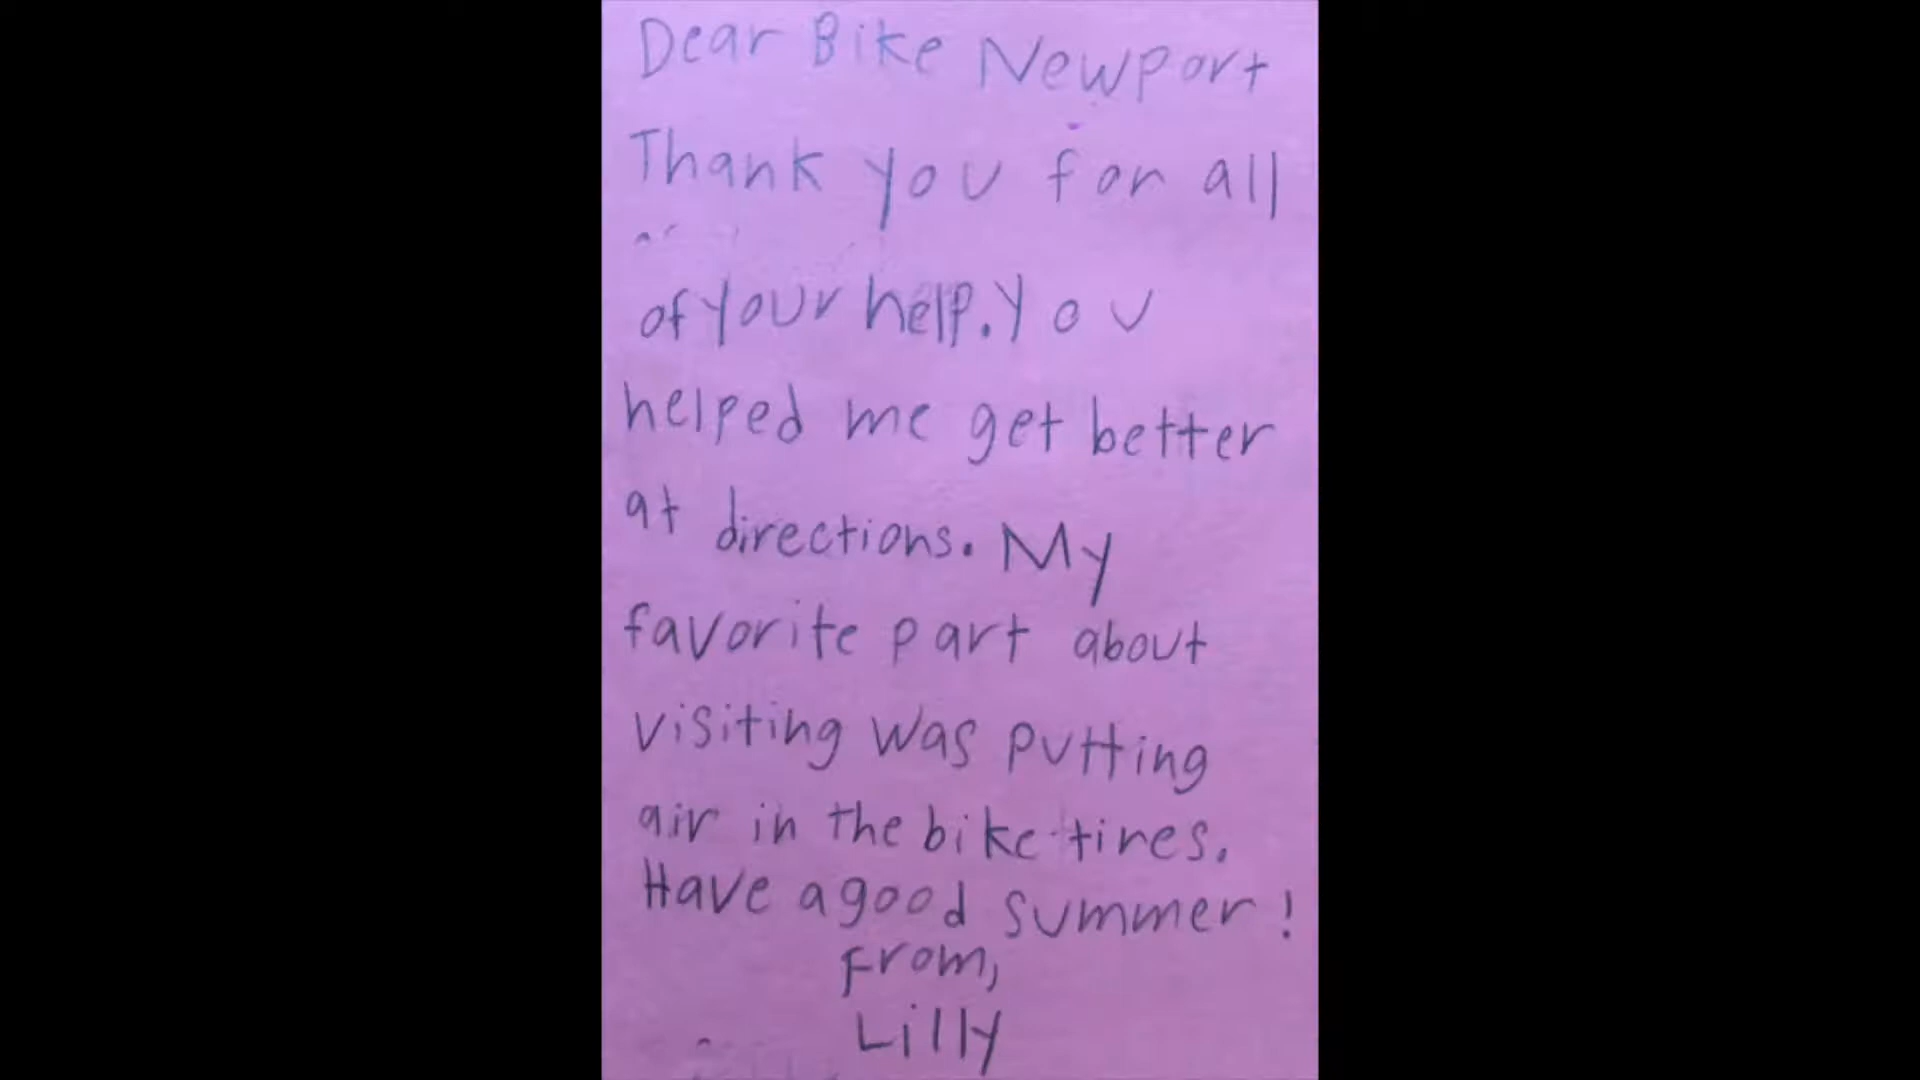 Dear Bike Newport
Thank you for all
of your help. You
helped me get better
at directions. My
favorite part about
visiting was putting
air in the bike tires.
Have a good summer!
From,
Lilly